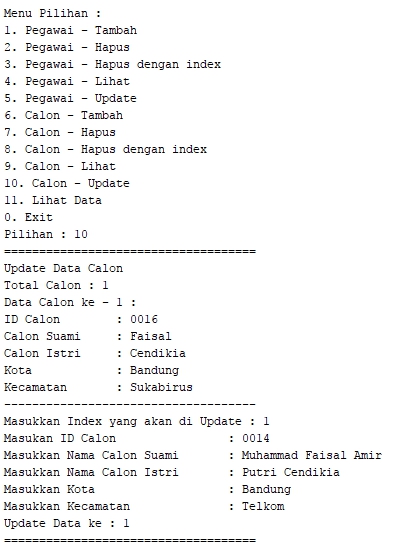 Menu Pilihan :
1. Pegawai - Tambah
2. Pegawai - Hapus
3. Pegawai - Hapus dengan index
4. Pegawai - Lihat
5. Pegawai - Update
6. Calon - Tambah
7. Calon - Hapus
8. Calon - Hapus dengan index
9. Calon - Lihat
10. Calon - Update
11. Lihat Data
0. Exit
Pilihan : 10
====================================
Update Data Calon
Total Calon : 1
Data Calon ke - 1 :
ID Calon        : 0016
Calon Suami     : Faisal
Calon Istri     : Cendikia
Kota            : Bandung
Kecamatan       : Sukabirus
------------------------------------
Masukkan Index yang akan di Update : 1
Masukan ID Calon                : 0014
Masukkan Nama Calon Suami       : Muhammad Faisal Amir
Masukkan Nama Calon Istri       : Putri Cendikia
Masukkan Kota                   : Bandung
Masukkan Kecamatan              : Telkom
Update Data ke : 1
====================================